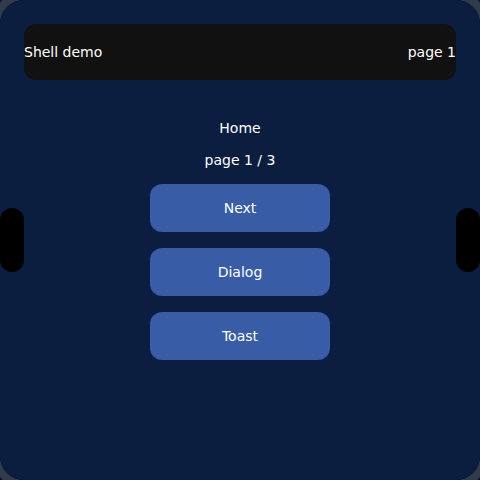 Shell demo page 1
Home
page 1 / 3
Next
Dialog
Toast